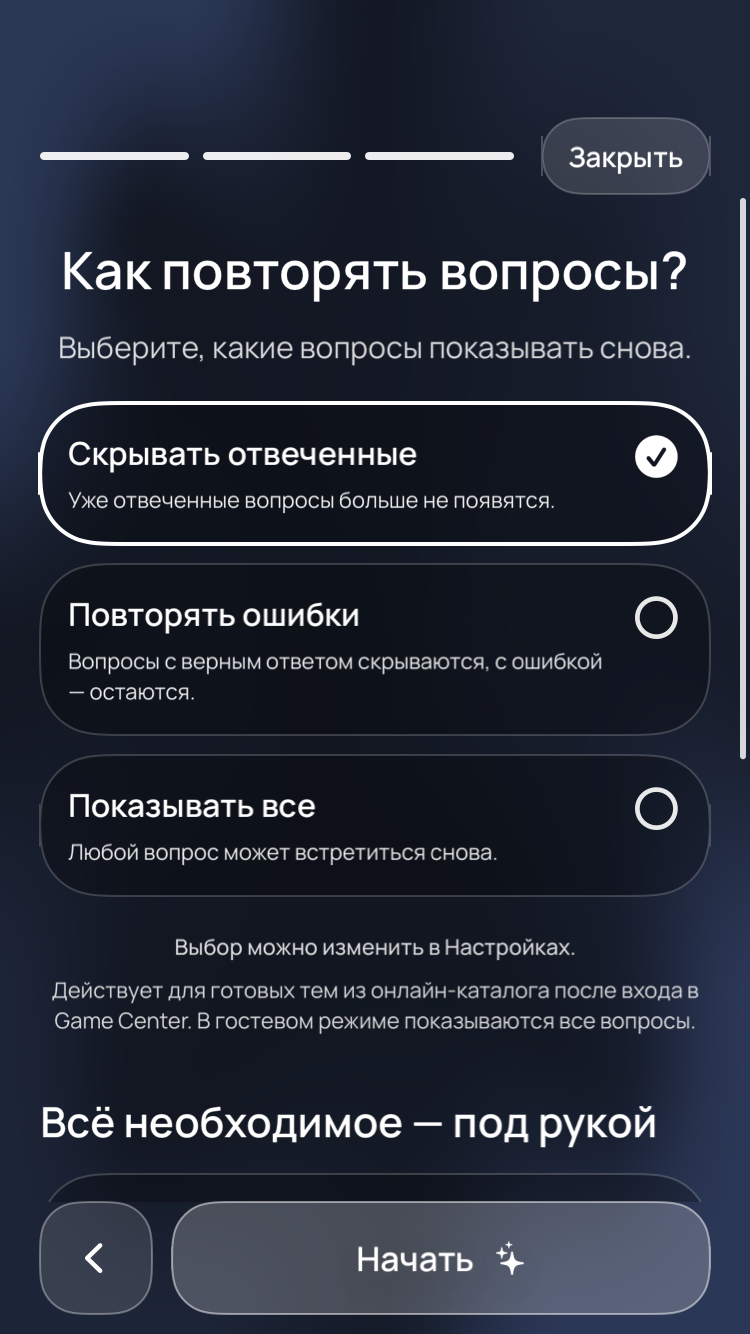 Закрыть
Как повторять вопросы?
Выберите, какие вопросы показывать снова.
Скрывать отвеченные
Уже отвеченные вопросы больше не появятся.
Повторять ошибки
Вопросы с верным ответом скрываются, с ошибкой
— остаются.
Показывать все
Любой вопрос может встретиться снова.
Выбор можно изменить в Настройках.
Действует для готовых тем из онлайн-каталога после входа в
Game Center. В гостевом режиме показываются все вопросы.
Всё необходимое — под рукой
Начать